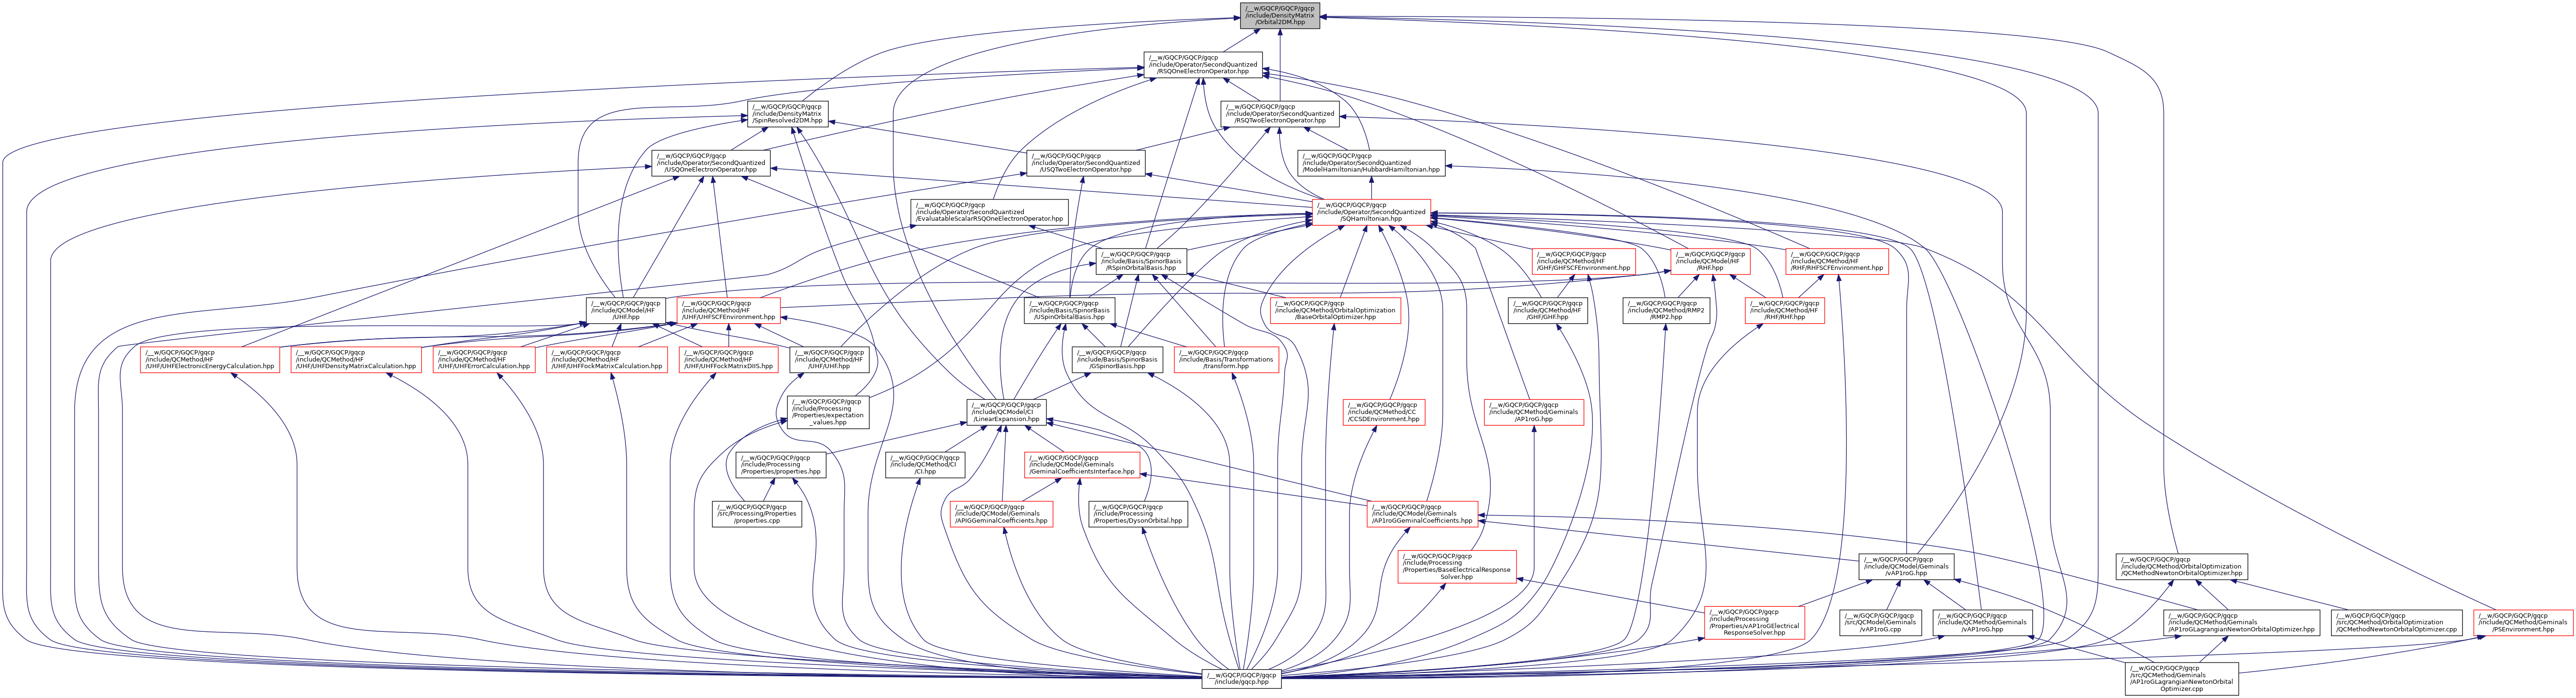 /__w/GQCP/GQCP/gqcp
/include/DensityMatrix
/Orbital2DM.hpp
/__w/GQCP/GQCP/gqcp
/include/Operator/SecondQuantized
/RSQOneElectronOperator.hpp
/__w/GQCP/GQCP/gqcp
/include/DensityMatrix
/SpinResolved2DM.hpp
/__w/GQCP/GQCP/gqcp
/include/Operator/SecondQuantized
/RSQTwoElectronOperator.hpp
/__w/GQCP/GQCP/gqcp
/include/Operator/SecondQuantized
/USQOneElectronOperator.hpp
/__w/GQCP/GQCP/gqcp
/include/Operator/SecondQuantized
/USQTwoElectronOperator.hpp
/__w/GQCP/GQCP/gqcp
/include/Operator/SecondQuantized
/ModelHamiltonian/HubbardHamiltonian.hpp
/__w/GQCP/GQCP/gqcp
/include/Operator/SecondQuantized
/EvaluatableScalarRSQOneElectronOperator.hpp
/__w/GQCP/GQCP/gqcp
/include/Operator/SecondQuantized
/SQHamiltonian.hpp
/__w/GQCP/GQCP/gqcp
/include/Basis/SpinorBasis
/RSpinOrbitalBasis.hpp
/__w/GQCP/GQCP/gqcp
/include/QCMethod/HF
/GHF/GHFSCFEnvironment.hpp
/__w/GQCP/GQCP/gqcp
/include/QCModel/HF
/RHF.hpp
/__w/GQCP/GQCP/gqcp
/include/QCMethod/HF
/RHF/RHFSCFEnvironment.hpp
/__w/GQCP/GQCP/gqcp
/include/QCModel/HF
/UHF.hpp
/__w/GQCP/GQCP/gqcp
/include/QCMethod/HF
/UHF/UHFSCFEnvironment.hpp
/__w/GQCP/GQCP/gqcp
/include/Basis/SpinorBasis
/USpinOrbitalBasis.hpp
/__w/GQCP/GQCP/gqcp
/include/QCMethod/OrbitalOptimization
/BaseOrbitalOptimizer.hpp
/__w/GQCP/GQCP/gqcp
/include/QCMethod/HF
/GHF/GHF.hpp
/__w/GQCP/GQCP/gqcp
/include/QCMethod/RMP2
/RMP2.hpp
/__w/GQCP/GQCP/gqcp
/include/QCMethod/HF
/RHF/RHF.hpp
/__w/GQCP/GQCP/gqcp
/include/QCMethod/HF
/UHF/UHFElectronicEnergyCalculation.hpp
/__w/GQCP/GQCP/gqcp
/include/QCMethod/HF
/UHF/UHFDensityMatrixCalculation.hpp
/__w/GQCP/GQCP/gqcp
/include/QCMethod/HF
/UHF/UHFErrorCalculation.hpp
/__w/GQCP/GQCP/gqcp
/include/QCMethod/HF
/UHF/UHFFockMatrixCalculation.hpp
/__w/GQCP/GQCP/gqcp
/include/QCMethod/HF
/UHF/UHFFockMatrixDIIS.hpp
/__w/GQCP/GQCP/gqcp
/include/QCMethod/HF
/UHF/UHF.hpp
/__w/GQCP/GQCP/gqcp
/include/Basis/SpinorBasis
/GSpinorBasis.hpp
/__w/GQCP/GQCP/gqcp
/include/Basis/Transformations
/transform.hpp
/__w/GQCP/GQCP/gqcp
/include/Processing
/Properties/expectation
_values.hpp
/__w/GQCP/GQCP/gqcp
/include/QCModel/CI
/LinearExpansion.hpp
/__w/GQCP/GQCP/gqcp
/include/QCMethod/CC
/CCSDEnvironment.hpp
/__w/GQCP/GQCP/gqcp
/include/QCMethod/Geminals
/AP1roG.hpp
/__w/GQCP/GQCP/gqcp
/include/Processing
/Properties/properties.hpp
/__w/GQCP/GQCP/gqcp
/include/QCMethod/CI
/CI.hpp
/__w/GQCP/GQCP/gqcp
/include/QCModel/Geminals
/GeminalCoefficientsInterface.hpp
/__w/GQCP/GQCP/gqcp
/src/Processing/Properties
/properties.cpp
/__w/GQCP/GQCP/gqcp
/include/QCModel/Geminals
/APIGGeminalCoefficients.hpp
/__w/GQCP/GQCP/gqcp
/include/Processing
/Properties/DysonOrbital.hpp
/__w/GQCP/GQCP/gqcp
/include/QCModel/Geminals
/AP1roGGeminalCoefficients.hpp
/__w/GQCP/GQCP/gqcp
/include/Processing
/Properties/BaseElectricalResponse
Solver.hpp
/__w/GQCP/GQCP/gqcp
/include/QCModel/Geminals
/vAP1roG.hpp
/__w/GQCP/GQCP/gqcp
/include/QCMethod/OrbitalOptimization
/QCMethodNewtonOrbitalOptimizer.hpp
/__w/GQCP/GQCP/gqcp
/include/Processing
/Properties/vAP1roGElectrical
ResponseSolver.hpp
/__w/GQCP/GQCP/gqcp
/src/QCModel/Geminals
/vAP1roG.cpp
/__w/GQCP/GQCP/gqcp
/include/QCMethod/Geminals
/vAP1roG.hpp
/__w/GQCP/GQCP/gqcp
/include/QCMethod/Geminals
/AP1roGLagrangianNewtonOrbitalOptimizer.hpp
/__w/GQCP/GQCP/gqcp
/src/QCMethod/OrbitalOptimization
/QCMethodNewtonOrbitalOptimizer.cpp
/__w/GQCP/GQCP/gqcp
/include/QCMethod/Geminals
/PSEnvironment.hpp
/__w/GQCP/GQCP/gqcp
/include/gqcp.hpp
/__w/GQCP/GQCP/gqcp
/src/QCMethod/Geminals
/AP1roGLagrangianNewtonOrbital
Optimizer.cpp